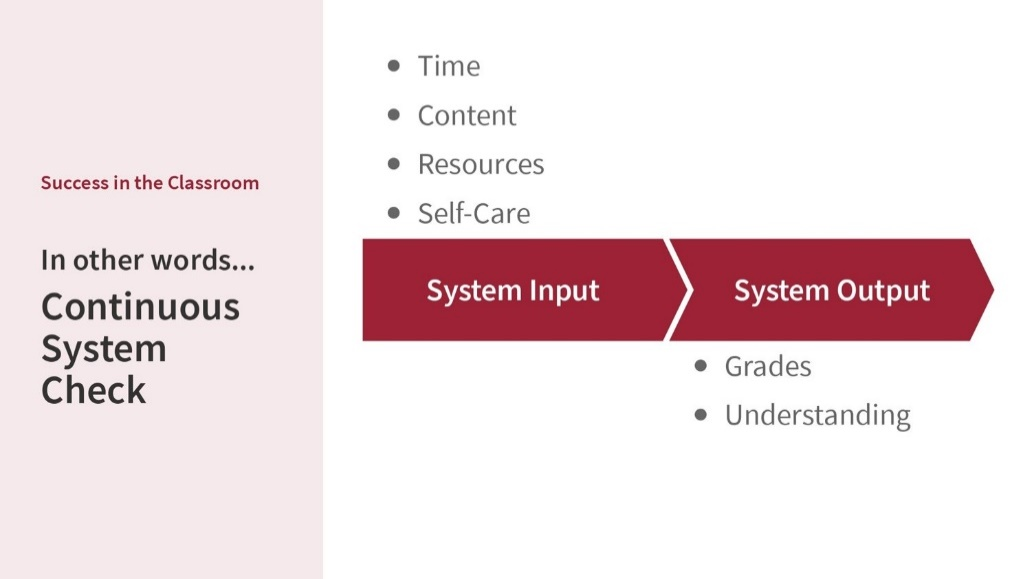 Success in the Classroom
In other words...
Continuous
System
Check
• Time
• Content
• Resources
• Self-Care
System Input
System Output
• Grades
• Understanding